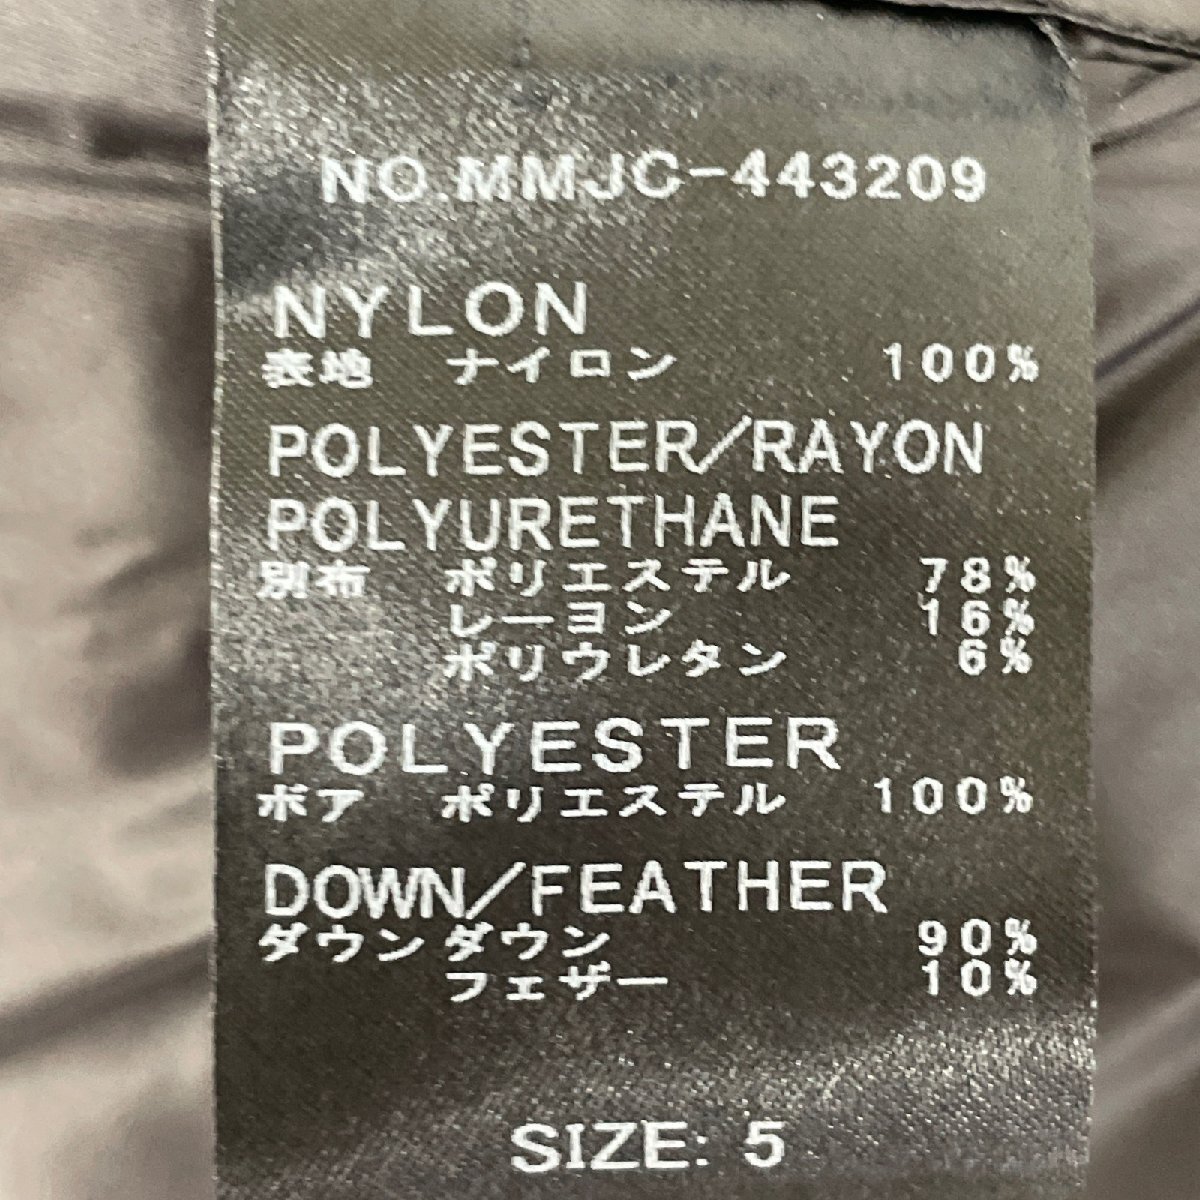 NO.MMJC-443209
NYLON
表地 ナイロン 100%
POLYESTER/RAYON
POLYURETHANE
別布 ポリエステル 78%
レーヨン 16%
ポリウレタン 6%
POLYESTER
ボア ポリエステル 100%
DOWN/FEATHER
ダウン ダウン 90%
フェザー 10%
SIZE: 5